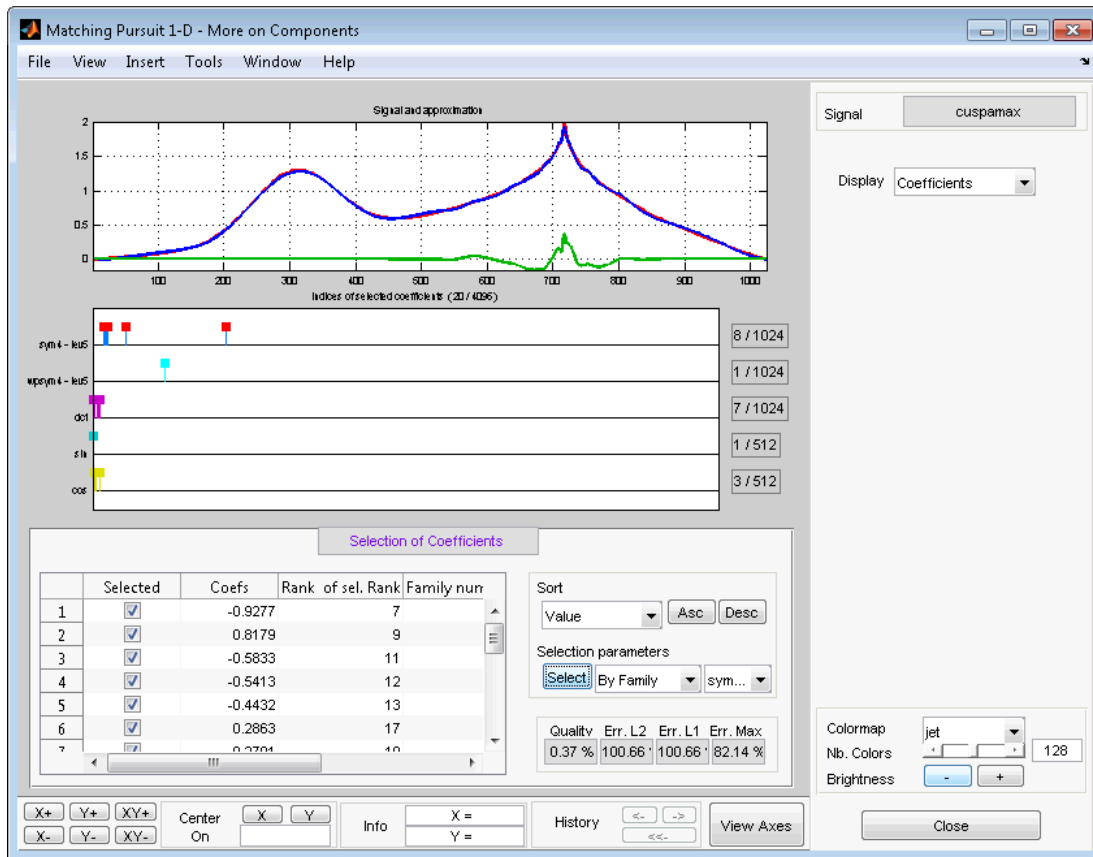 Matching Pursuit 1-D - More on Components
File View Insert Tools Window Help
Signal and approximation
2
1.5
1
0.5
0
100 200 300 400 500 600 700 800 900 1000
Indices of selected coefficients (20 / 4096)
sym4 - lev5
wpsym4 - lev5
dct
sin
cos
8 / 1024
1 / 1024
7 / 1024
1 / 512
3 / 512
Signal cuspamax
Display Coefficients
Selection of Coefficients
Selected Coefs Rank of sel. Rank Family num
1 -0.9277 7
2 0.8179 9
3 -0.5833 11
4 -0.5413 12
5 -0.4432 13
6 0.2863 17
Sort
Value Asc Desc
Selection parameters
Select By Family sym...
Quality Err. L2 Err. L1 Err. Max
0.37 % 100.66 100.66 82.14 %
Colormap jet
Nb. Colors 128
Brightness - +
X+ Y+ XY+
X- Y- XY-
Center On X Y
Info X =
Y =
History <- -> <<-
View Axes
Close